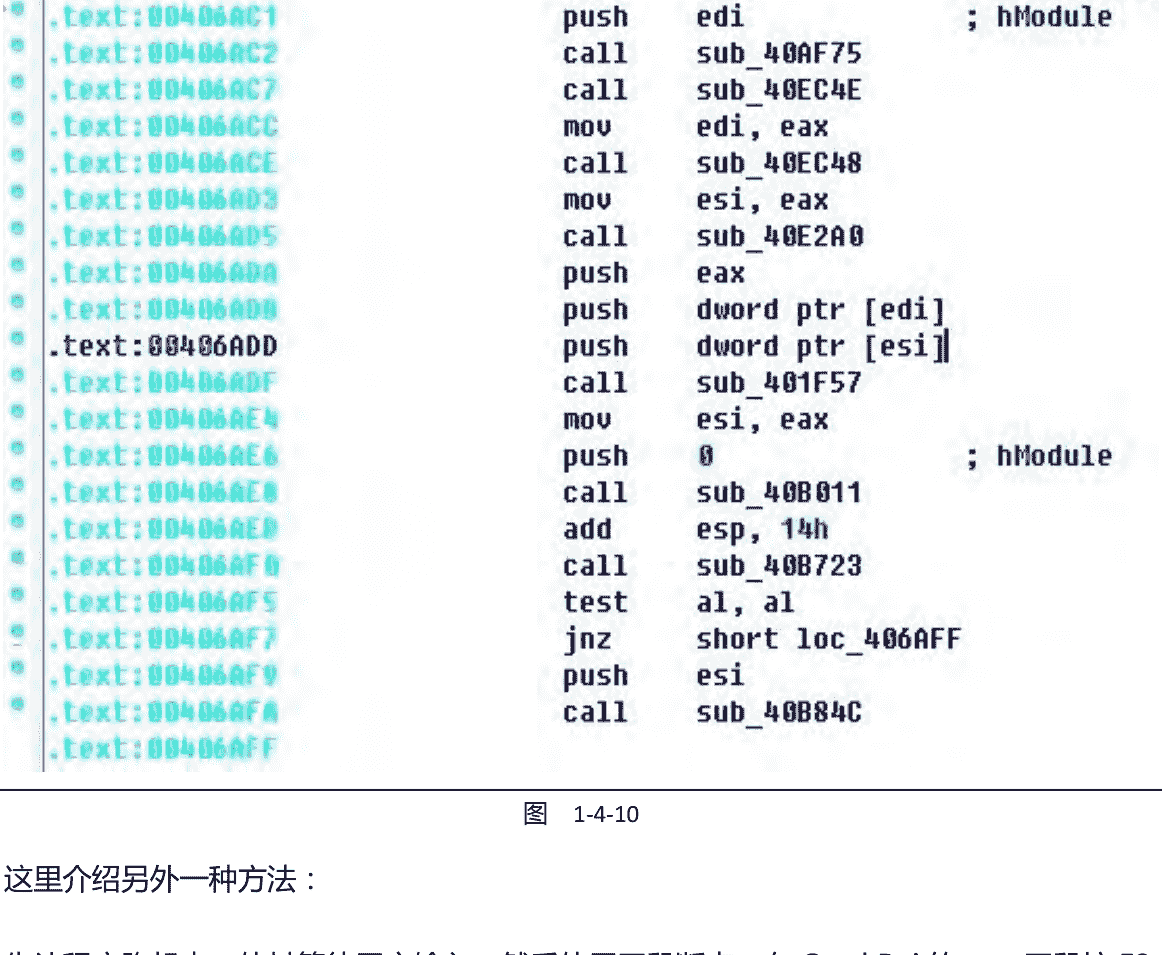 .text:00406AC1 push edi ; hModule
.text:00406AC2 call sub_40AF75
.text:00406AC7 call sub_40EC4E
.text:00406ACC mov edi, eax
.text:00406ACE call sub_40EC48
.text:00406AD3 mov esi, eax
.text:00406AD5 call sub_40E2A0
.text:00406ADA push eax
.text:00406ADB push dword ptr [edi]
.text:00406ADD push dword ptr [esi]
.text:00406ADF call sub_401F57
.text:00406AE4 mov esi, eax
.text:00406AE6 push 0 ; hModule
.text:00406AE8 call sub_40B011
.text:00406AED add esp, 14h
.text:00406AF0 call sub_40B723
.text:00406AF5 test al, al
.text:00406AF7 jnz short loc_406AFF
.text:00406AF9 push esi
.text:00406AFA call sub_40B84C
.text:00406AFF
图 1-4-10
这里介绍另外一种方法：